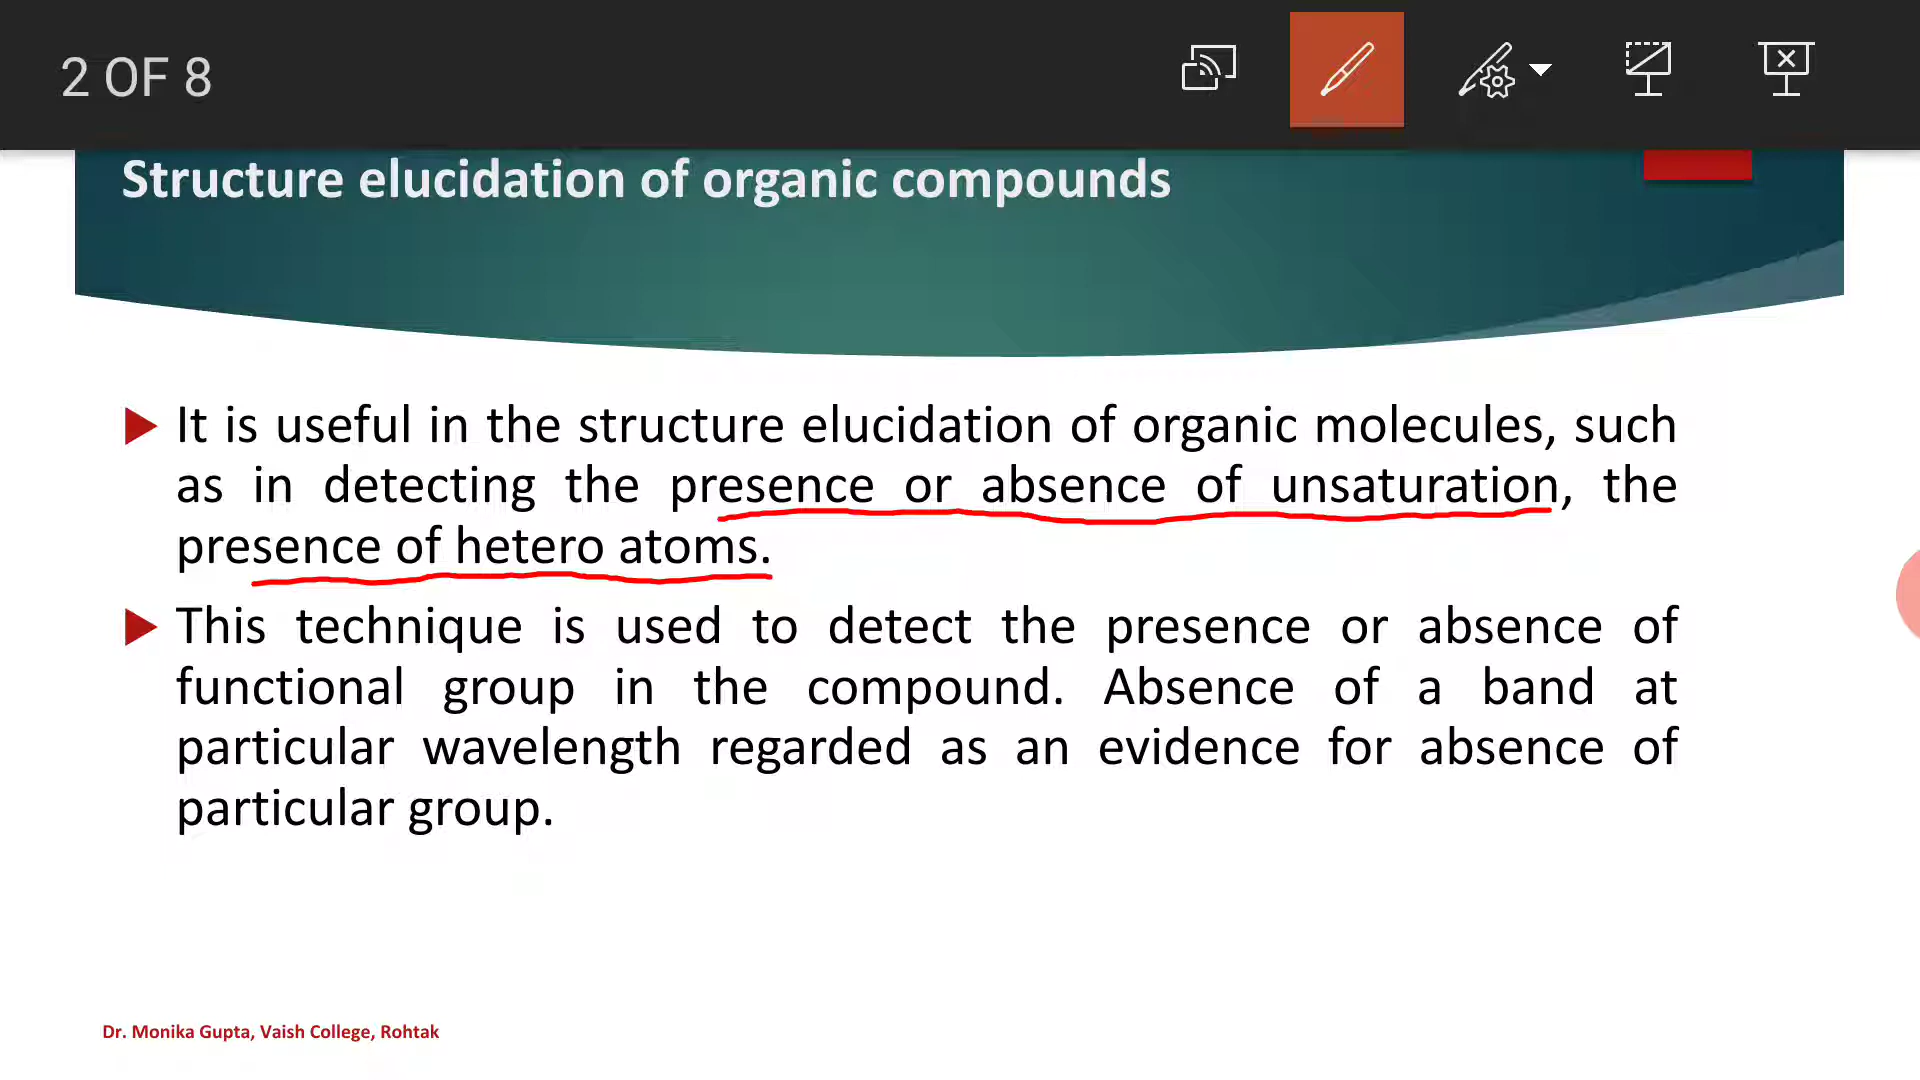 2 OF 8
Structure elucidation of organic compounds
It is useful in the structure elucidation of organic molecules, such
as in detecting the presence or absence of unsaturation, the
presence of hetero atoms.
This technique is used to detect the presence or absence of
functional group in the compound. Absence of a band at
particular wavelength regarded as an evidence for absence of
particular group.
Dr. Monika Gupta, Vaish College, Rohtak